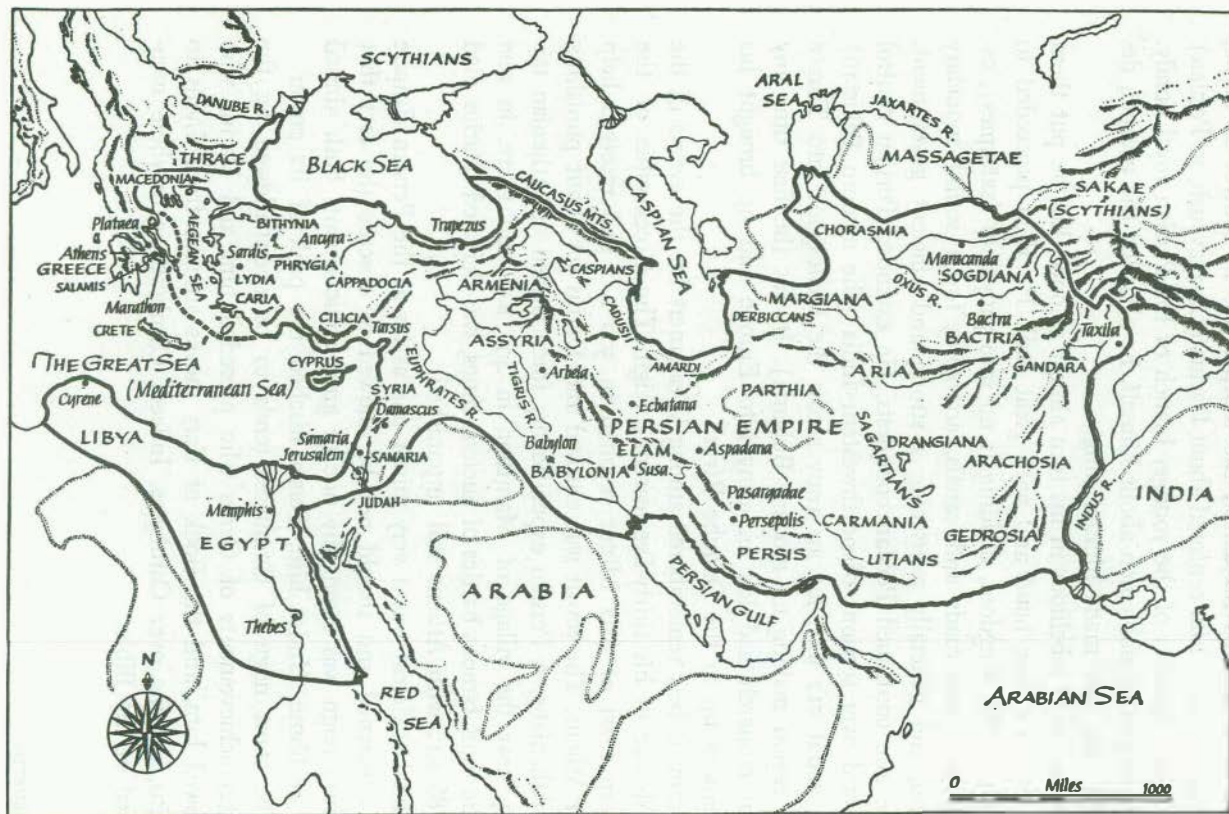 SCYTHIANS
ARAL
SEA
JAXARTES R.
DANUBE R.
MASSAGETAE
THRACE
BLACK SEA
CASPIAN SEA
SAKAE
(SCYTHIANS)
MACEDONIA
CAUCASUS MTS.
CHORASMIA
Plataea
AEGEAN SEA
BITHYNIA
Ancyra
Trapezus
Maracanda
SOGDIANA
Athens
GREECE
SALAMIS
Sardis
PHRYGIA
LYDIA
CAPPADOCIA
ARMENIA
CASPIANS
OXUS R.
MARGIANA
Marathon
CARIA
CILICIA
CADUSII
DERBICCANS
Bactra
BACTRIA
Taxila
CRETE
Tarsus
ASSYRIA
THE GREAT SEA
(Mediterranean Sea)
CYPRUS
EUPHRATES R.
TIGRIS R.
Arbela
AMARDI
ARIA
GANDARA
Cyrene
SYRIA
PARTHIA
LIBYA
Damascus
Ecbatana
PERSIAN EMPIRE
SAGARTIANS
DRANGIANA
Samaria
Jerusalem
SAMARIA
Babylon
BABYLONIA
ELAM
Susa
Aspadana
ARACHOSIA
JUDAH
Memphis
EGYPT
Pasargadae
Persepolis
CARMANIA
GEDROSIA
INDUS R.
INDIA
PERSIS
UTIANS
ARABIA
PERSIAN GULF
Thebes
N
RED
SEA
ARABIAN SEA
0 Miles 1000